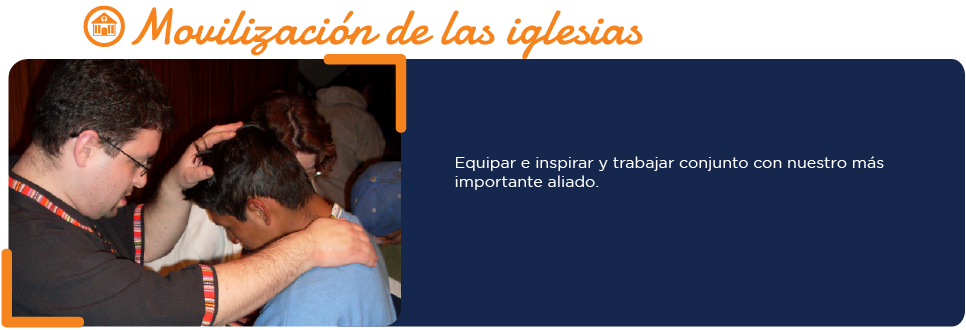 Movilización de las iglesias
Equipar e inspirar y trabajar conjunto con nuestro más
importante aliado.